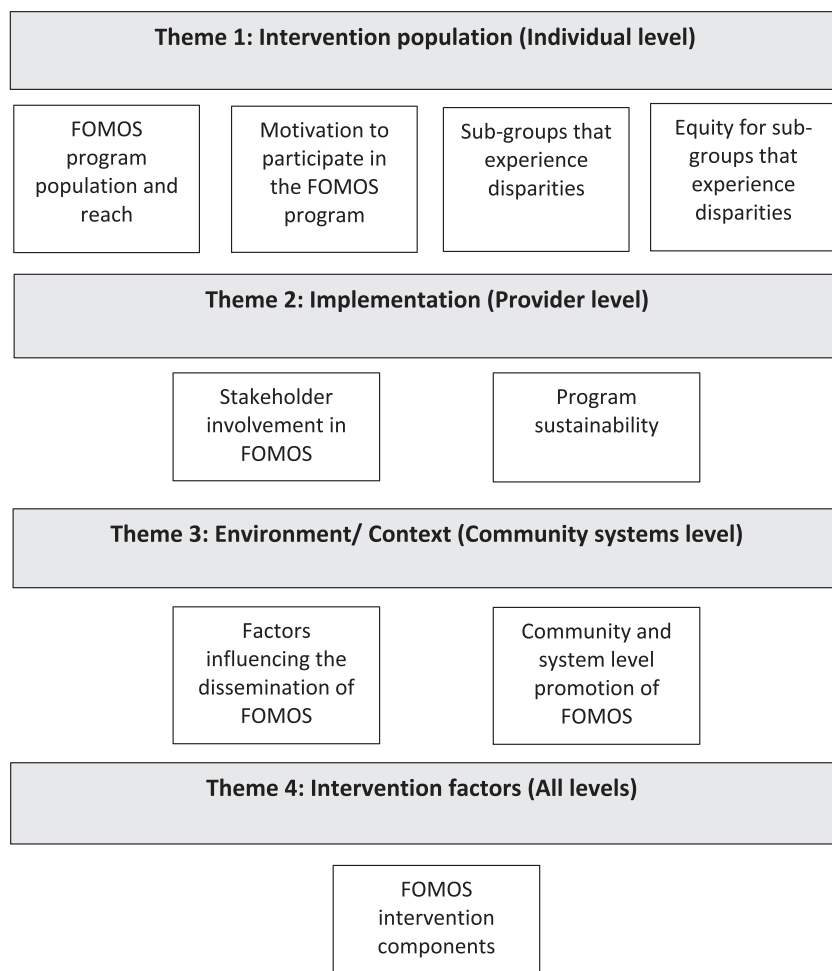 Theme 1: Intervention population (Individual level)
FOMOS
program
population and
reach
Motivation to
participate in
the FOMOS
program
Sub-groups that
experience
disparities
Equity for sub-
groups that
experience
disparities
Theme 2: Implementation (Provider level)
Stakeholder
involvement in
FOMOS
Program
sustainability
Theme 3: Environment/ Context (Community systems level)
Factors
influencing the
dissemination of
FOMOS
Community and
system level
promotion of
FOMOS
Theme 4: Intervention factors (All levels)
FOMOS
intervention
components